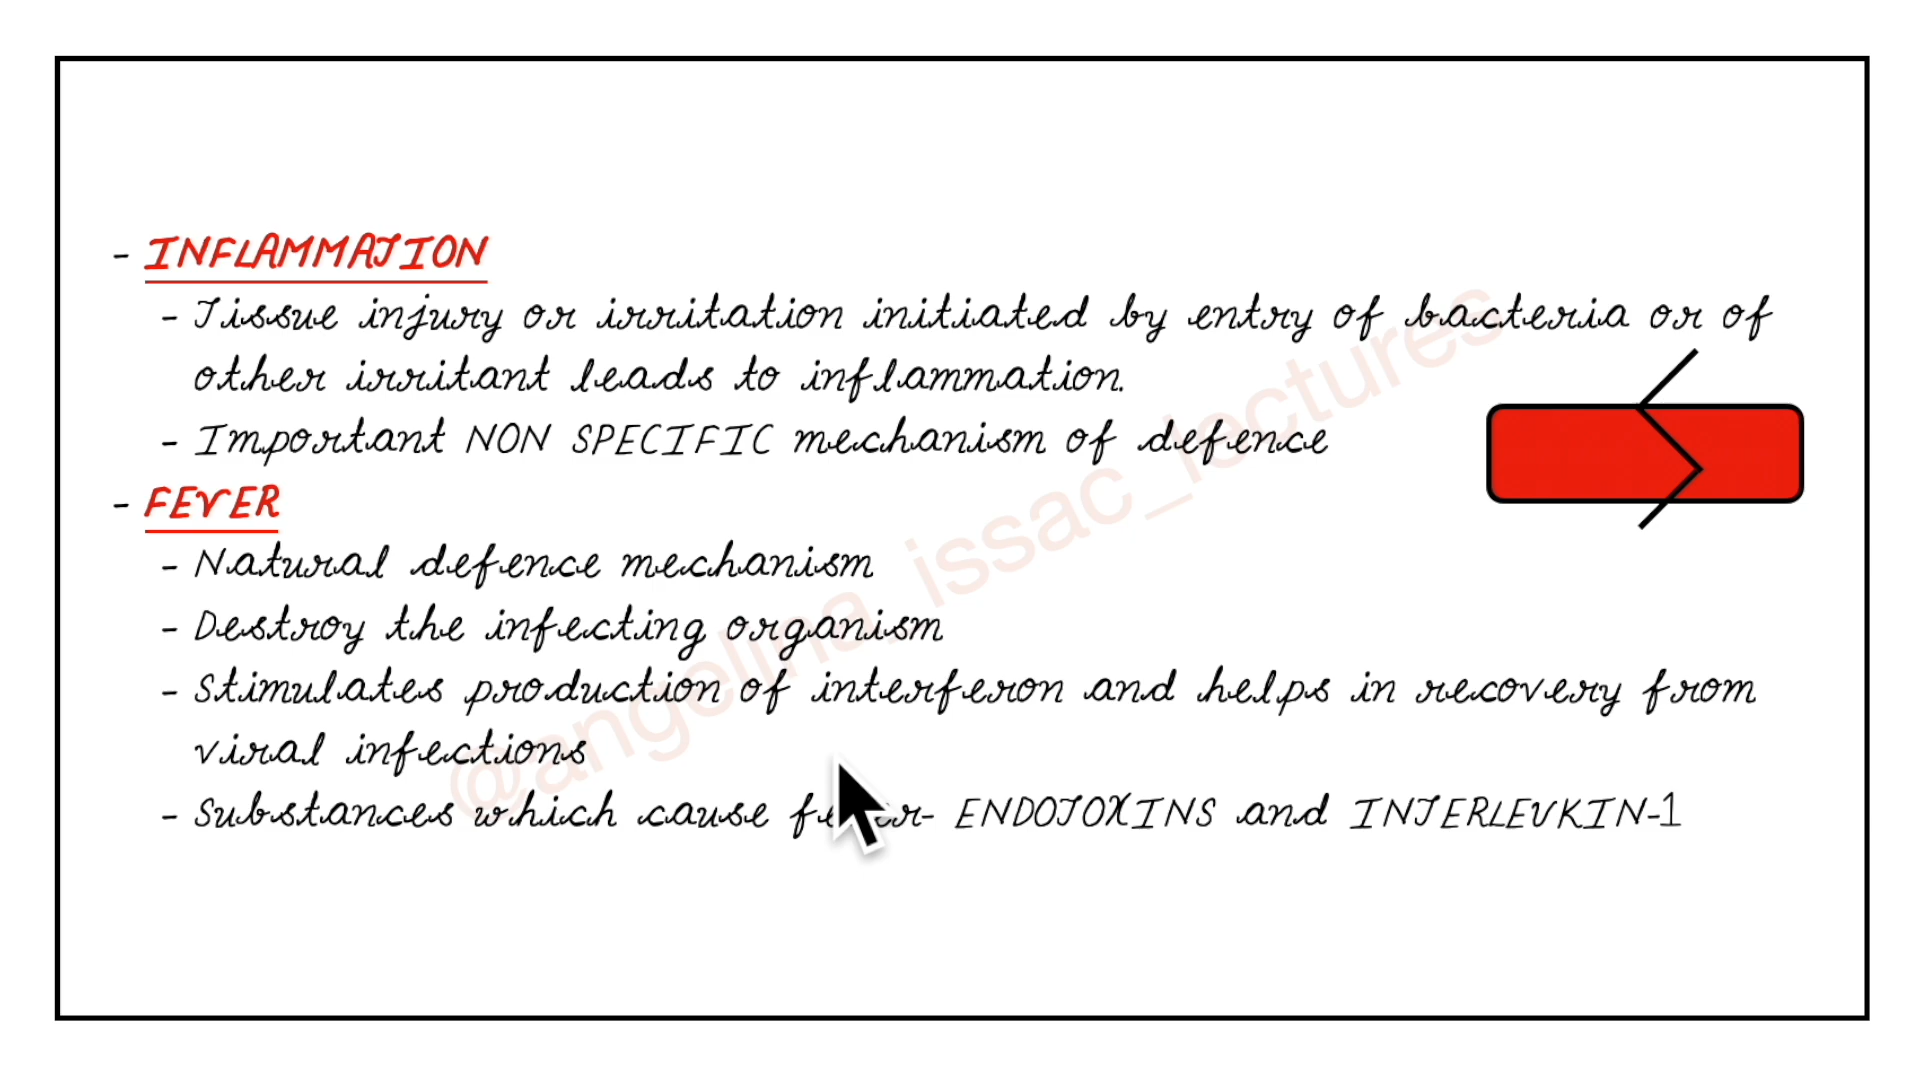 - INFLAMMATION
- Tissue injury or irritation initiated by entry of bacteria or of
other irritant leads to inflammation.
- Important NON SPECIFIC mechanism of defence
- FEVER
- Natural defence mechanism
- Destroy the infecting organism
- Stimulates production of interferon and helps in recovery from
viral infections
- Substances which cause - ENDOTOXINS and INTERLEUKIN-1
@angelina_issac_lectures